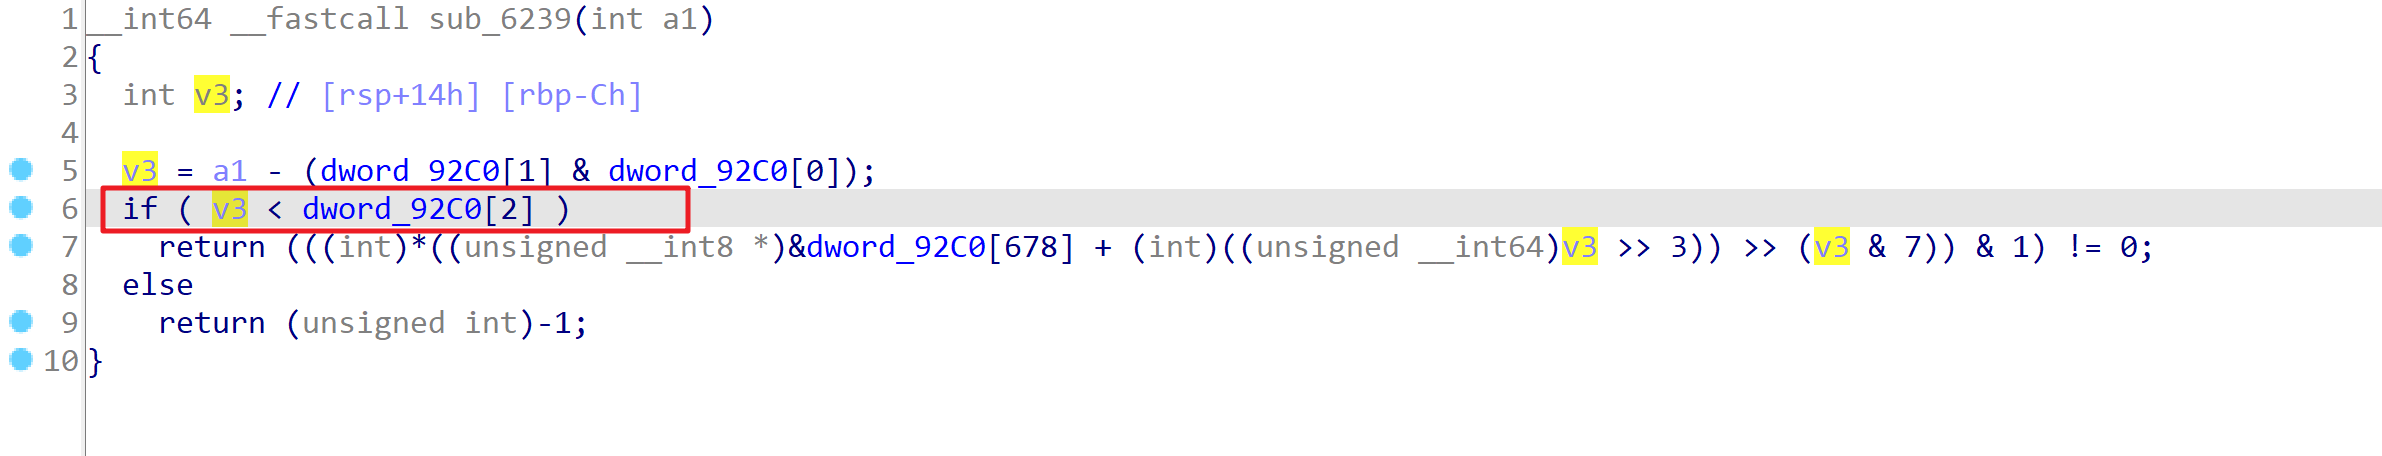 1 __int64 __fastcall sub_6239(int a1)
2 {
3 int v3; // [rsp+14h] [rbp-Ch]
4
5 v3 = a1 - (dword_92C0[1] & dword_92C0[0]);
6 if ( v3 < dword_92C0[2] )
7 return (((int)*((unsigned __int8 *)&dword_92C0[678] + (int)((unsigned __int64)v3 >> 3)) >> (v3 & 7)) & 1) != 0;
8 else
9 return (unsigned int)-1;
10 }